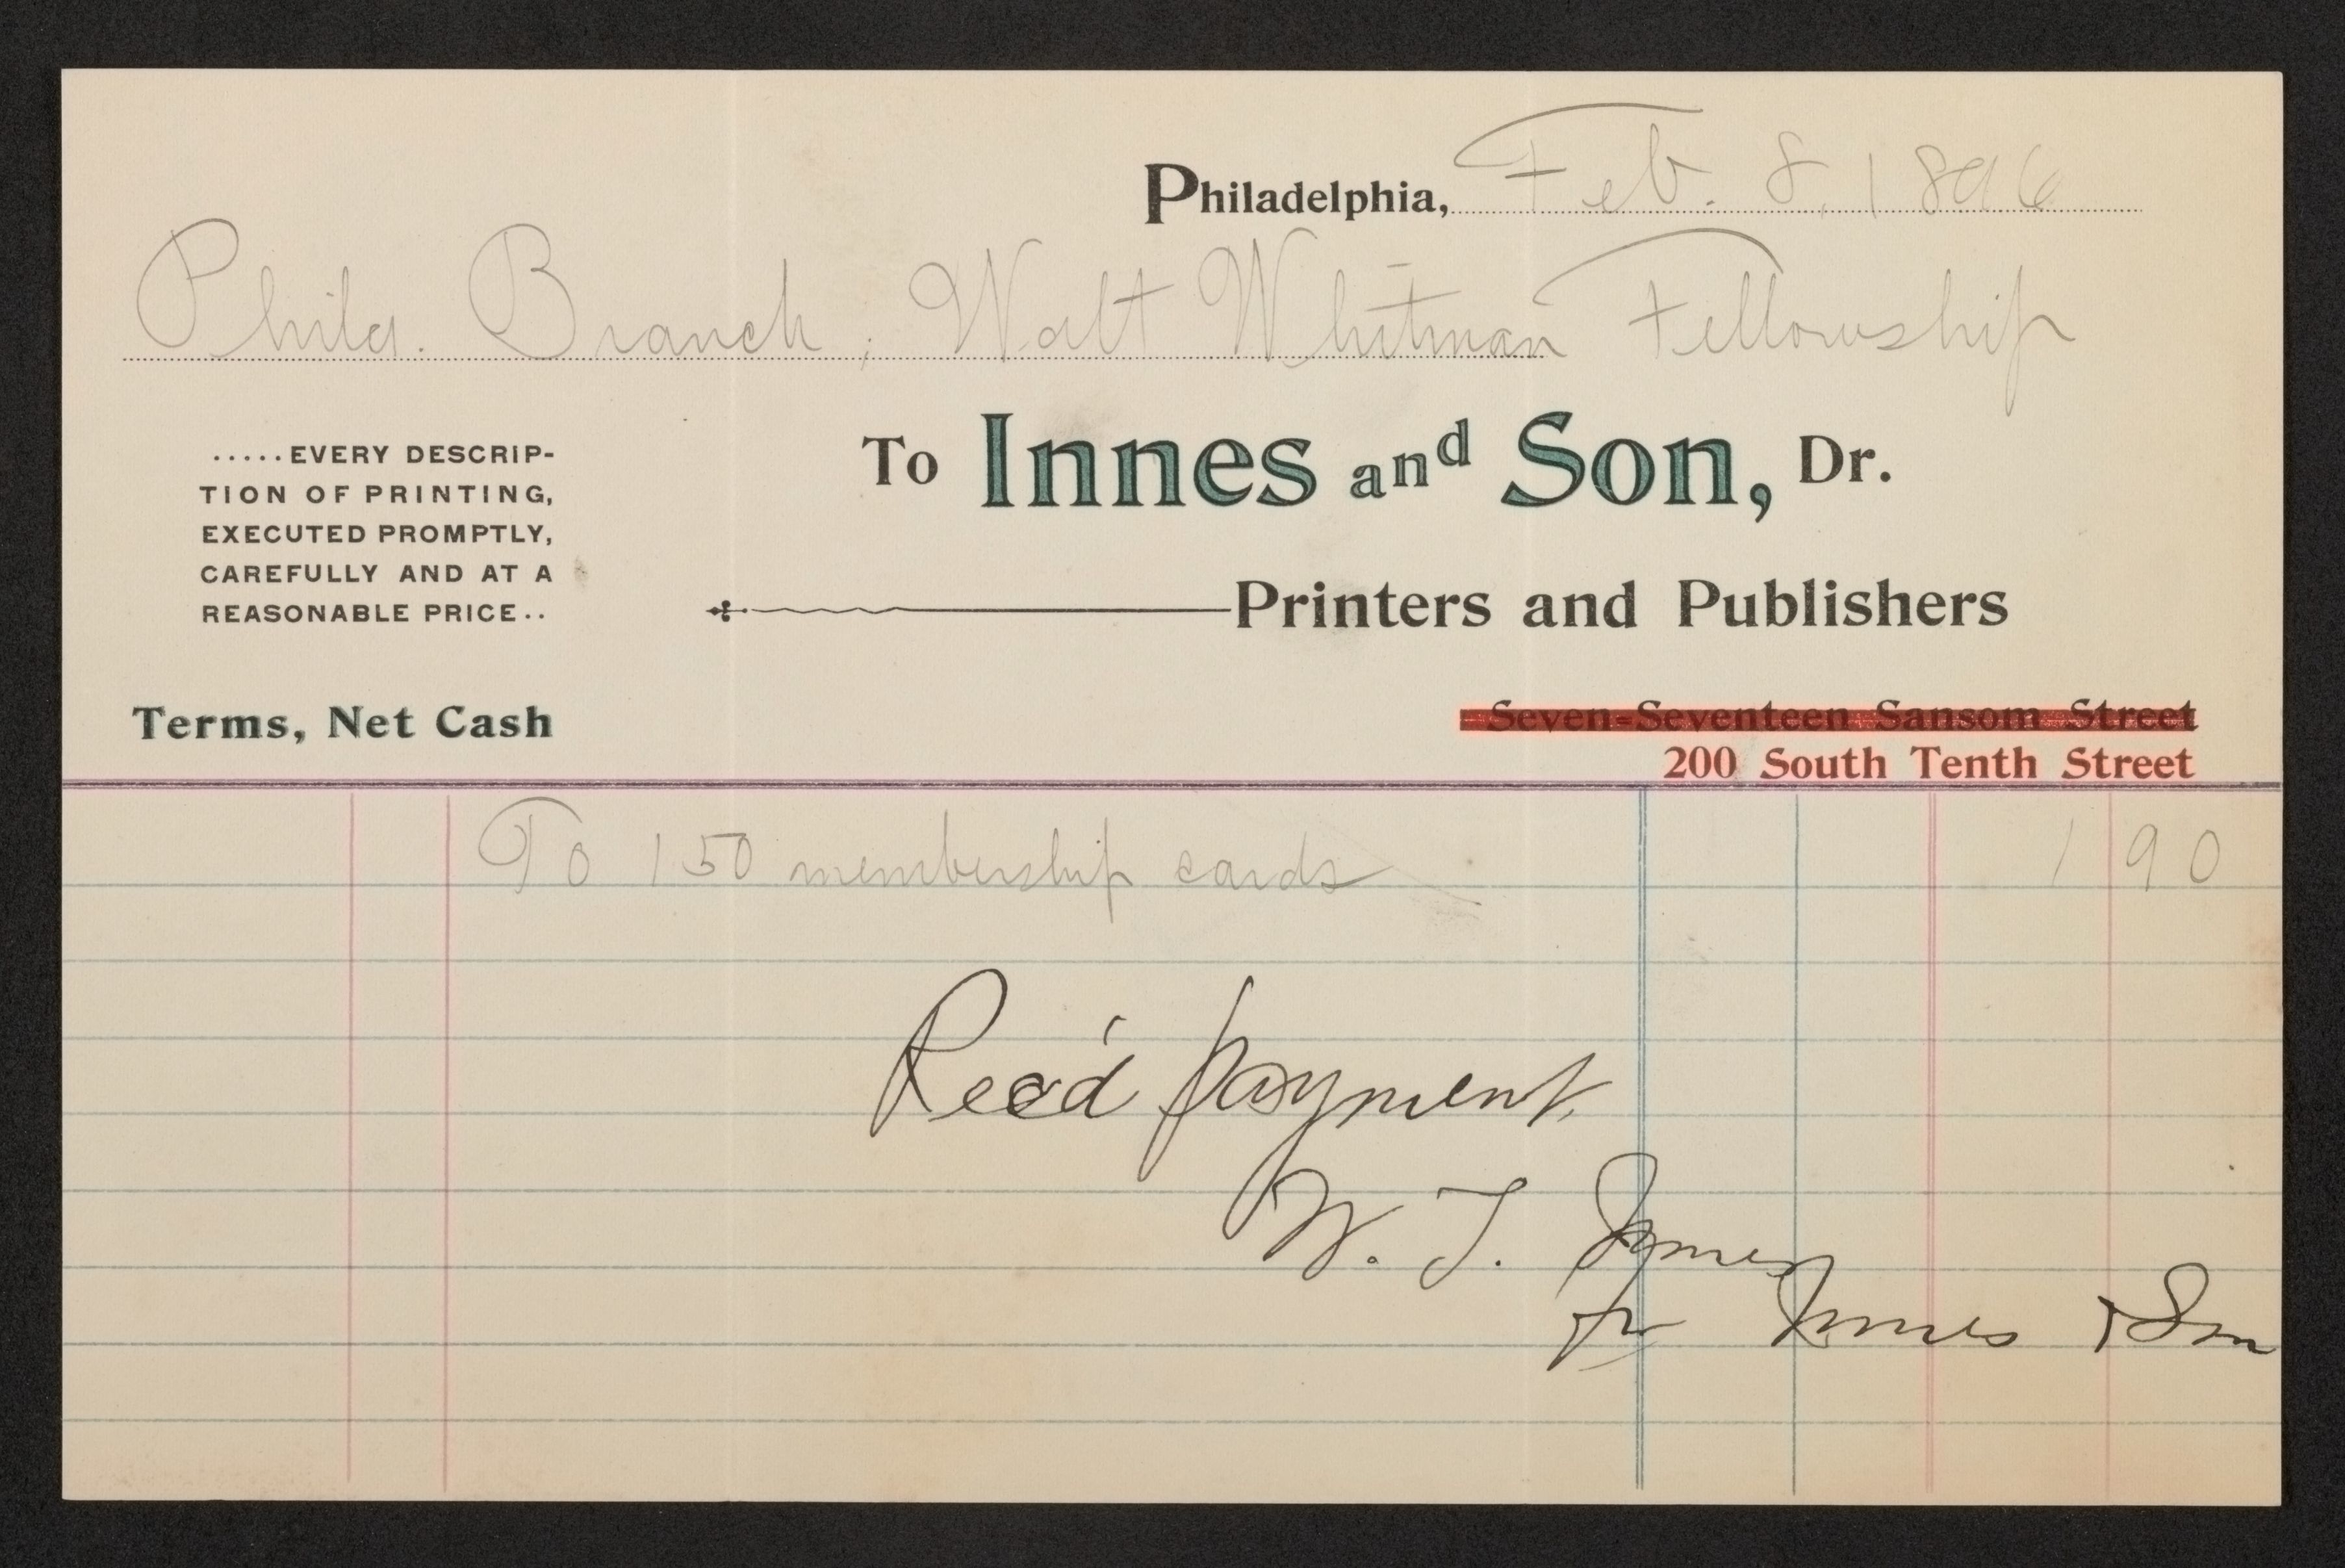 Philadelphia, Feb. 8, 1896
Phila. Branch, Walt Whitman Fellowship
.....EVERY DESCRIP-
TION OF PRINTING,
EXECUTED PROMPTLY,
CAREFULLY AND AT A
REASONABLE PRICE..
To Innes and Son, Dr.
Printers and Publishers
Terms, Net Cash
Seven-Seventeen Sansom Street
200 South Tenth Street
To 150 membership cards 1 90
Rec'd payment
W. T. Innes
for Innes & Son